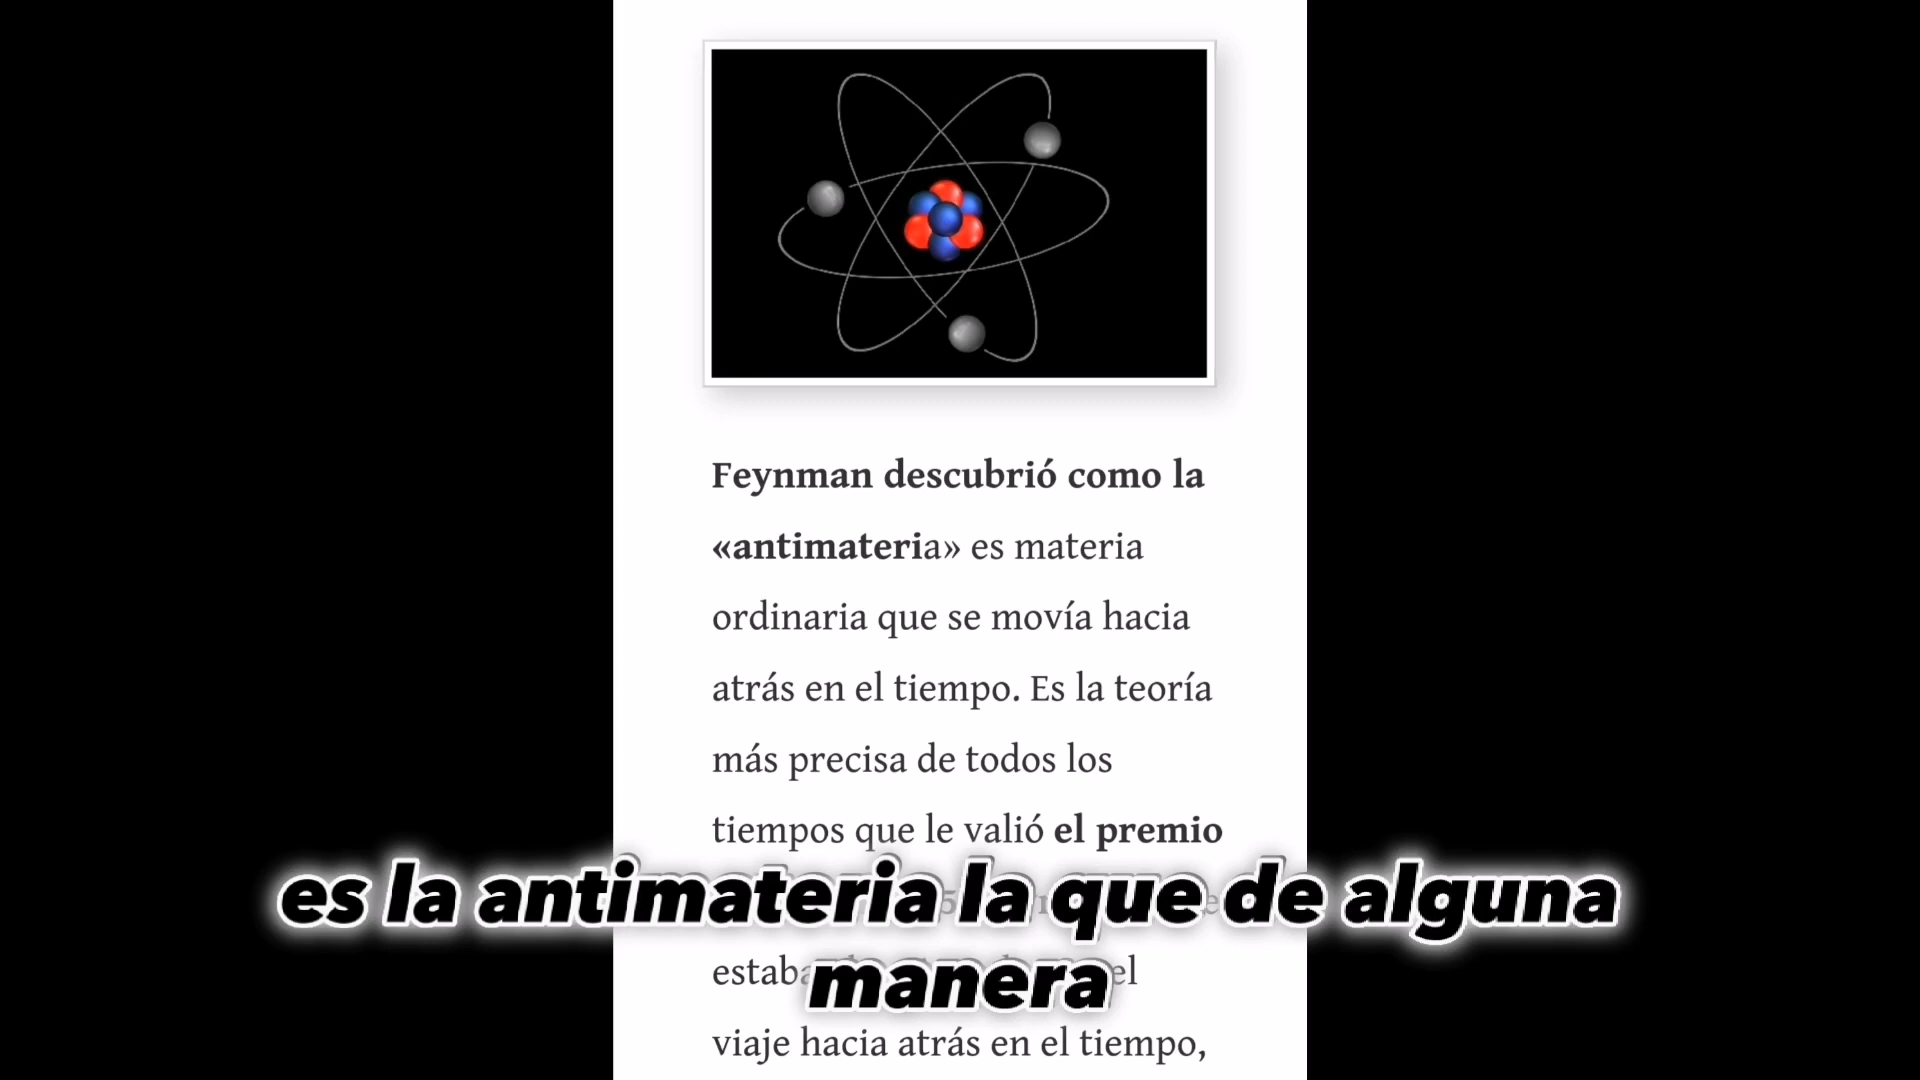 Feynman descubrió como la
«antimateria» es materia
ordinaria que se movía hacia
atrás en el tiempo. Es la teoría
más precisa de todos los
tiempos que le valió el premio
es la antimateria la que de alguna
manera
viaje hacia atrás en el tiempo,